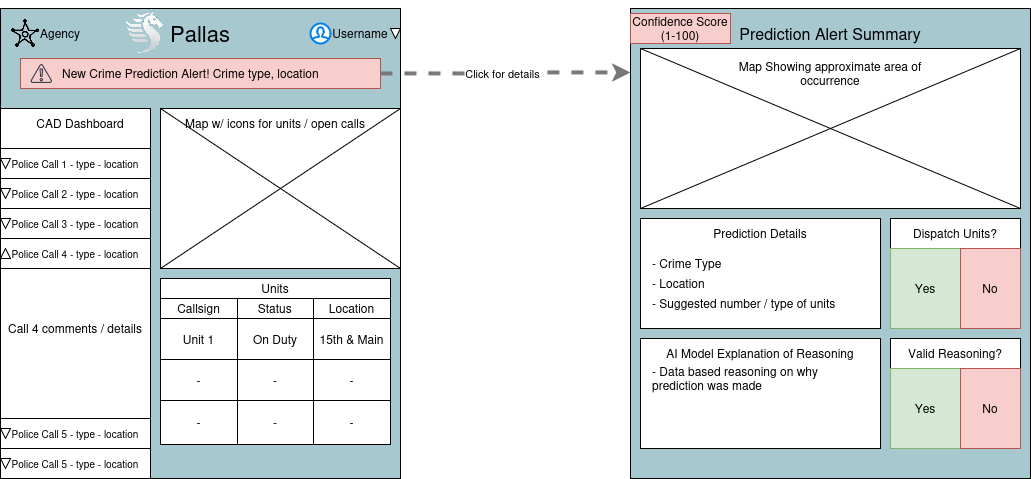 Agency
Pallas
Username
New Crime Prediction Alert! Crime type, location
Click for details
CAD Dashboard
Police Call 1 - type - location
Police Call 2 - type - location
Police Call 3 - type - location
Police Call 4 - type - location
Call 4 comments / details
Police Call 5 - type - location
Police Call 5 - type - location
Map w/ icons for units / open calls
Units
Callsign Status Location
Unit 1 On Duty 15th & Main
- - -
- - -
Confidence Score
(1-100)
Prediction Alert Summary
Map Showing approximate area of
occurrence
Prediction Details
- Crime Type
- Location
- Suggested number / type of units
Dispatch Units?
Yes No
AI Model Explanation of Reasoning
- Data based reasoning on why
prediction was made
Valid Reasoning?
Yes No